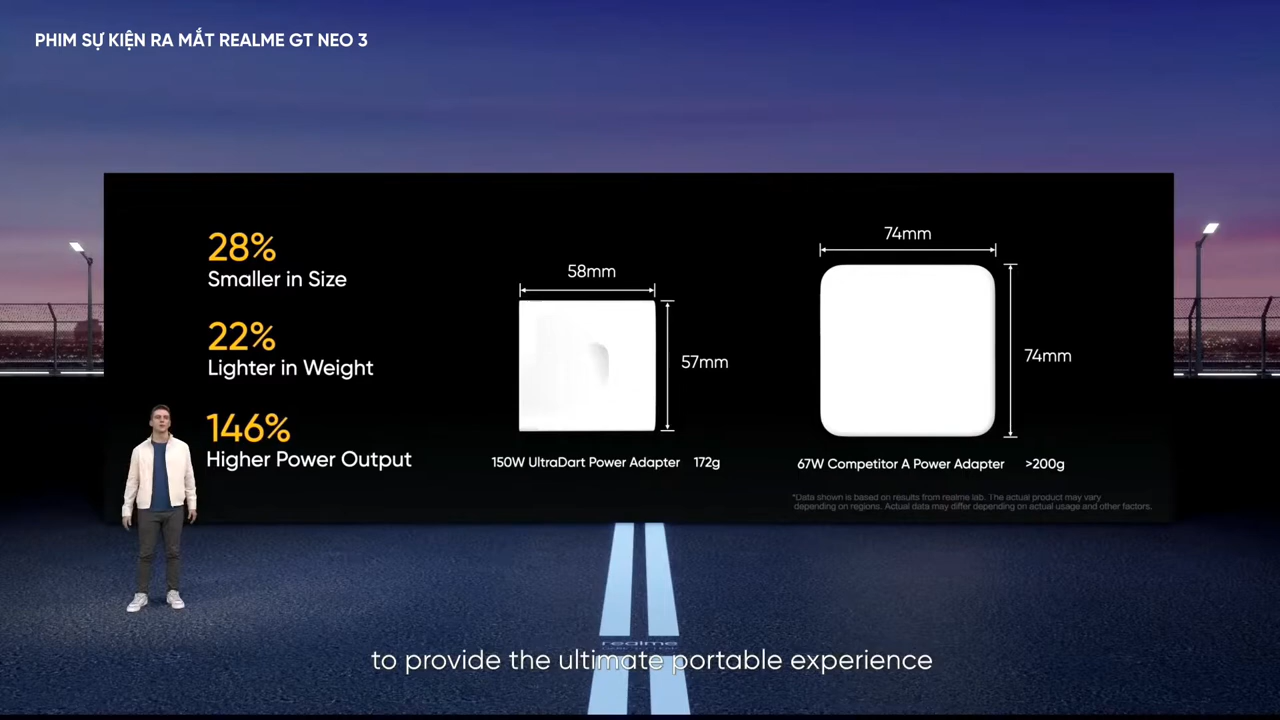 PHIM SỰ KIỆN RA MẮT REALME GT NEO 3
28%
Smaller in Size
22%
Lighter in Weight
146%
Higher Power Output
58mm
57mm
150W UltraDart Power Adapter 172g
74mm
74mm
67W Competitor A Power Adapter >200g
*Data shown is based on results from realme lab. The actual product may vary
depending on regions. Actual data may differ depending on actual usage and other factors.
realme
to provide the ultimate portable experience